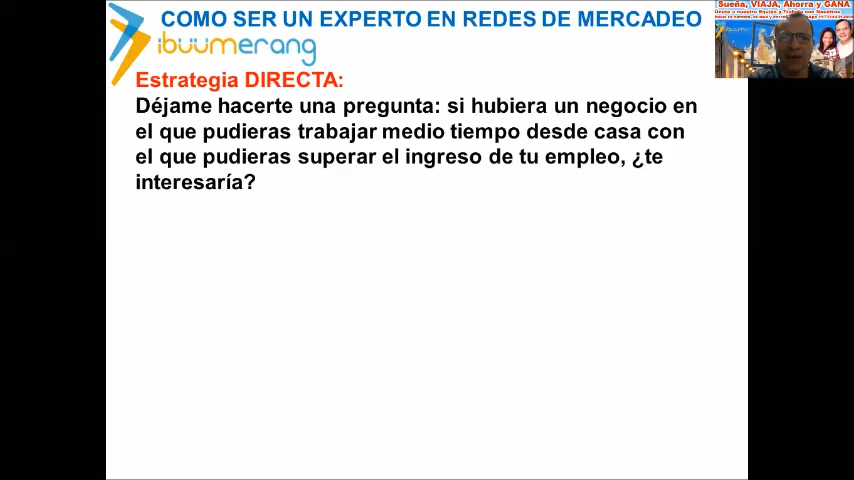 COMO SER UN EXPERTO EN REDES DE MERCADEO
ibüümerang
Estrategia DIRECTA:
Déjame hacerte una pregunta: si hubiera un negocio en
el que pudieras trabajar medio tiempo desde casa con
el que pudieras superar el ingreso de tu empleo, ¿te
interesaría?
Sueña, VIAJA, Ahorra y GANA